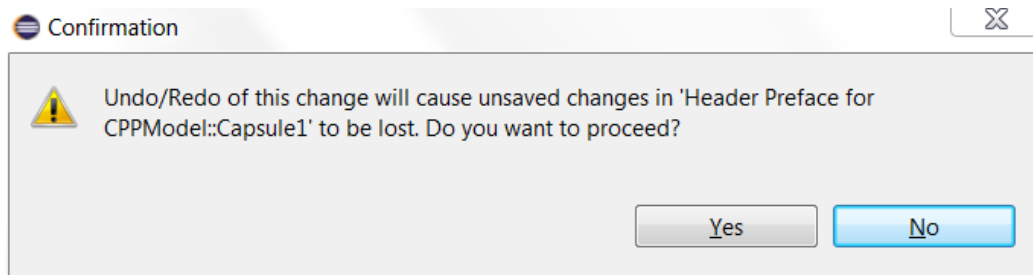 Confirmation
Undo/Redo of this change will cause unsaved changes in 'Header Preface for
CPPModel::Capsule1' to be lost. Do you want to proceed?
Yes
No